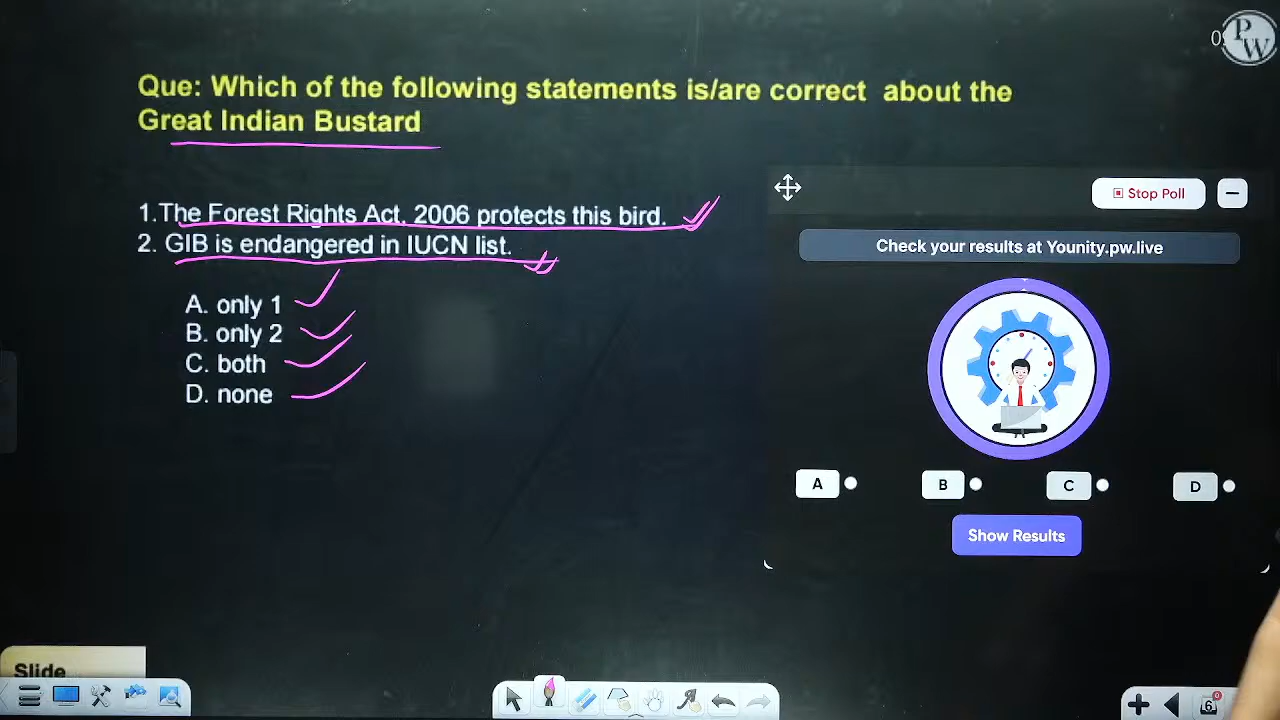 P
W
Que: Which of the following statements is/are correct about the
Great Indian Bustard
1.The Forest Rights Act, 2006 protects this bird.
2. GIB is endangered in IUCN list.
A. only 1
B. only 2
C. both
D. none
Stop Poll
Check your results at Younity.pw.live
A
B
C
D
Show Results
Slide